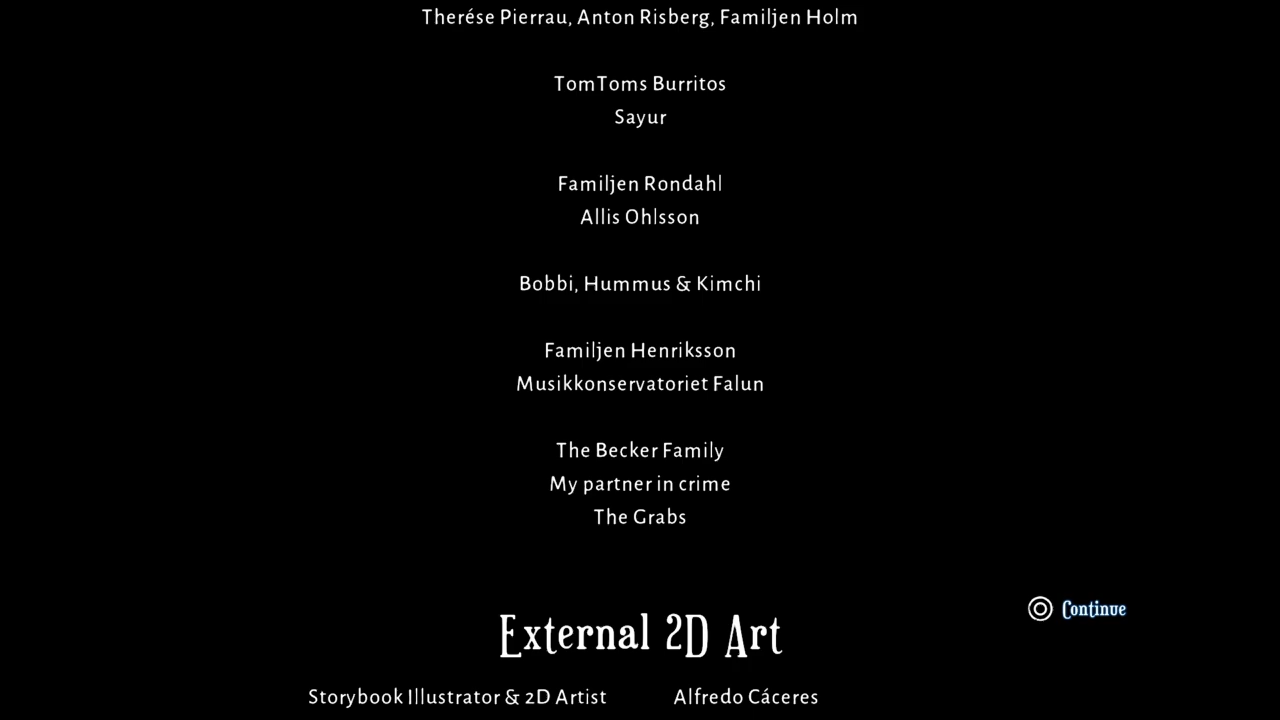 Therése Pierrau, Anton Risberg, Familjen Holm
TomToms Burritos
Sayur
Familjen Rondahl
Allis Ohlsson
Bobbi, Hummus & Kimchi
Familjen Henriksson
Musikkonservatoriet Falun
The Becker Family
My partner in crime
The Grabs
Continue
External 2D Art
Storybook Illustrator & 2D Artist Alfredo Cáceres